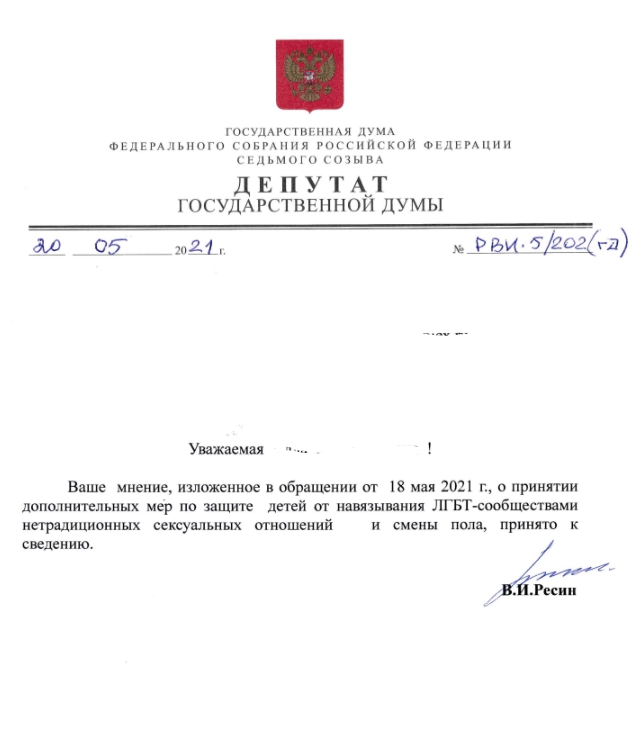 ГОСУДАРСТВЕННАЯ ДУМА
ФЕДЕРАЛЬНОГО СОБРАНИЯ РОССИЙСКОЙ ФЕДЕРАЦИИ
СЕДЬМОГО СОЗЫВА
ДЕПУТАТ
ГОСУДАРСТВЕННОЙ ДУМЫ
20 05 2021 г. № РВИ.5/202(гд)
Уважаемая !
Ваше мнение, изложенное в обращении от 18 мая 2021 г., о принятии
дополнительных мер по защите детей от навязывания ЛГБТ-сообществами
нетрадиционных сексуальных отношений и смены пола, принято к
сведению.
В.И.Ресин